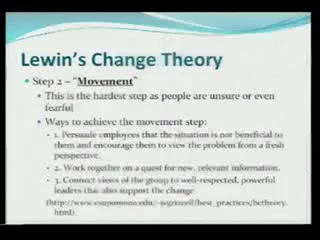 Lewin's Change Theory
Step 2 – "Movement"
This is the hardest step as people are unsure or even
fearful
Ways to achieve the movement step:
1. Persuade employees that the situation is not beneficial to
them and encourage them to view the problem from a fresh
perspective.
2. Work together on a quest for new, relevant information.
3. Connect views of the group to well-respected, powerful
leaders that also support the change
html)